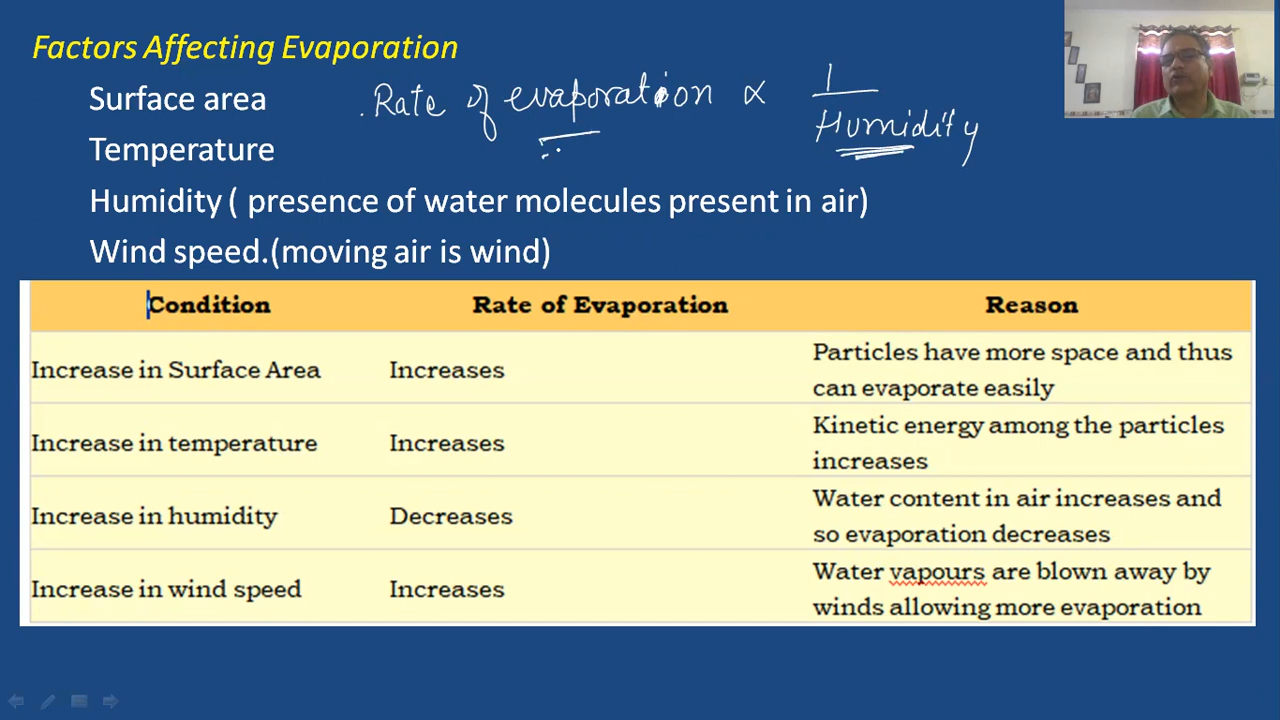 Factors Affecting Evaporation
Surface area
.Rate of evaporation ∝ 1/Humidity
Temperature
Humidity ( presence of water molecules present in air)
Wind speed.(moving air is wind)
Condition Rate of Evaporation Reason
Increase in Surface Area Increases Particles have more space and thus
can evaporate easily
Increase in temperature Increases Kinetic energy among the particles
increases
Increase in humidity Decreases Water content in air increases and
so evaporation decreases
Increase in wind speed Increases Water vapours are blown away by
winds allowing more evaporation